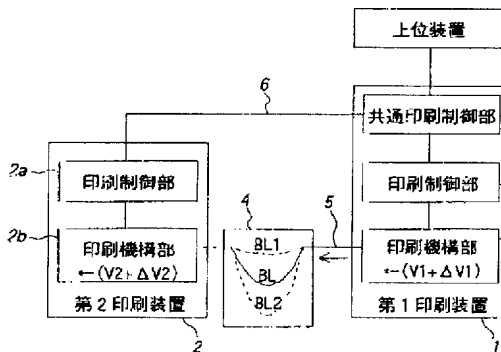 上位装置
6
共通印刷制御部
2a
印刷制御部
印刷制御部
4
5
2b
印刷機構部
←(V2+ΔV2)
BL1
BL
BL2
印刷機構部
←(V1+ΔV1)
第2印刷装置
第1印刷装置
2
1